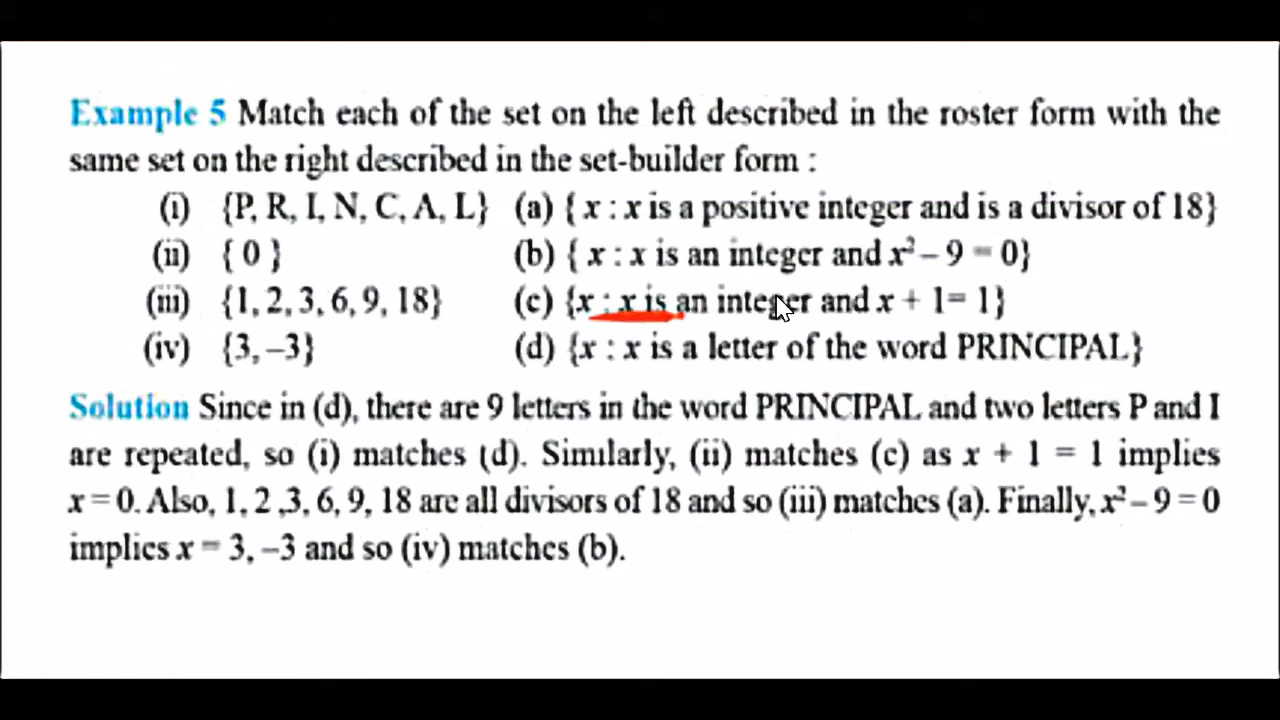 Example 5 Match each of the set on the left described in the roster form with the
same set on the right described in the set-builder form :
(i) {P, R, I, N, C, A, L} (a) { x : x is a positive integer and is a divisor of 18}
(ii) { 0 } (b) { x : x is an integer and x² – 9 = 0}
(iii) {1, 2, 3, 6, 9, 18} (c) {x : x is an integer and x + 1= 1}
(iv) {3, –3} (d) {x : x is a letter of the word PRINCIPAL}
Solution Since in (d), there are 9 letters in the word PRINCIPAL and two letters P and I
are repeated, so (i) matches (d). Similarly, (ii) matches (c) as x + 1 = 1 implies
x = 0. Also, 1, 2 ,3, 6, 9, 18 are all divisors of 18 and so (iii) matches (a). Finally, x² – 9 = 0
implies x = 3, –3 and so (iv) matches (b).